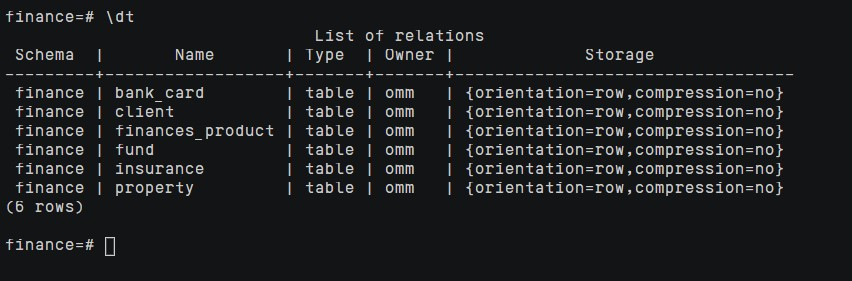 finance=# \dt
                                List of relations
 Schema  |       Name       | Type  | Owner |             Storage
---------+------------------+-------+-------+----------------------------------
 finance | bank_card        | table | omm   | {orientation=row,compression=no}
 finance | client           | table | omm   | {orientation=row,compression=no}
 finance | finances_product | table | omm   | {orientation=row,compression=no}
 finance | fund             | table | omm   | {orientation=row,compression=no}
 finance | insurance        | table | omm   | {orientation=row,compression=no}
 finance | property         | table | omm   | {orientation=row,compression=no}
(6 rows)
finance=#